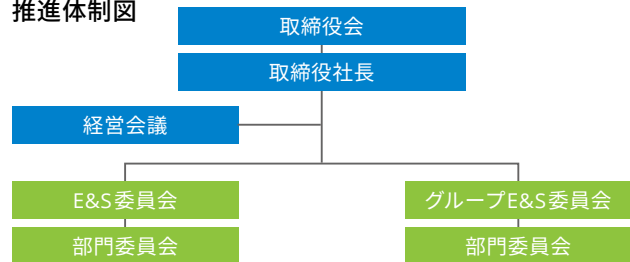 推進体制図
取締役会
取締役社長
経営会議
E&S委員会
グループE&S委員会
部門委員会
部門委員会